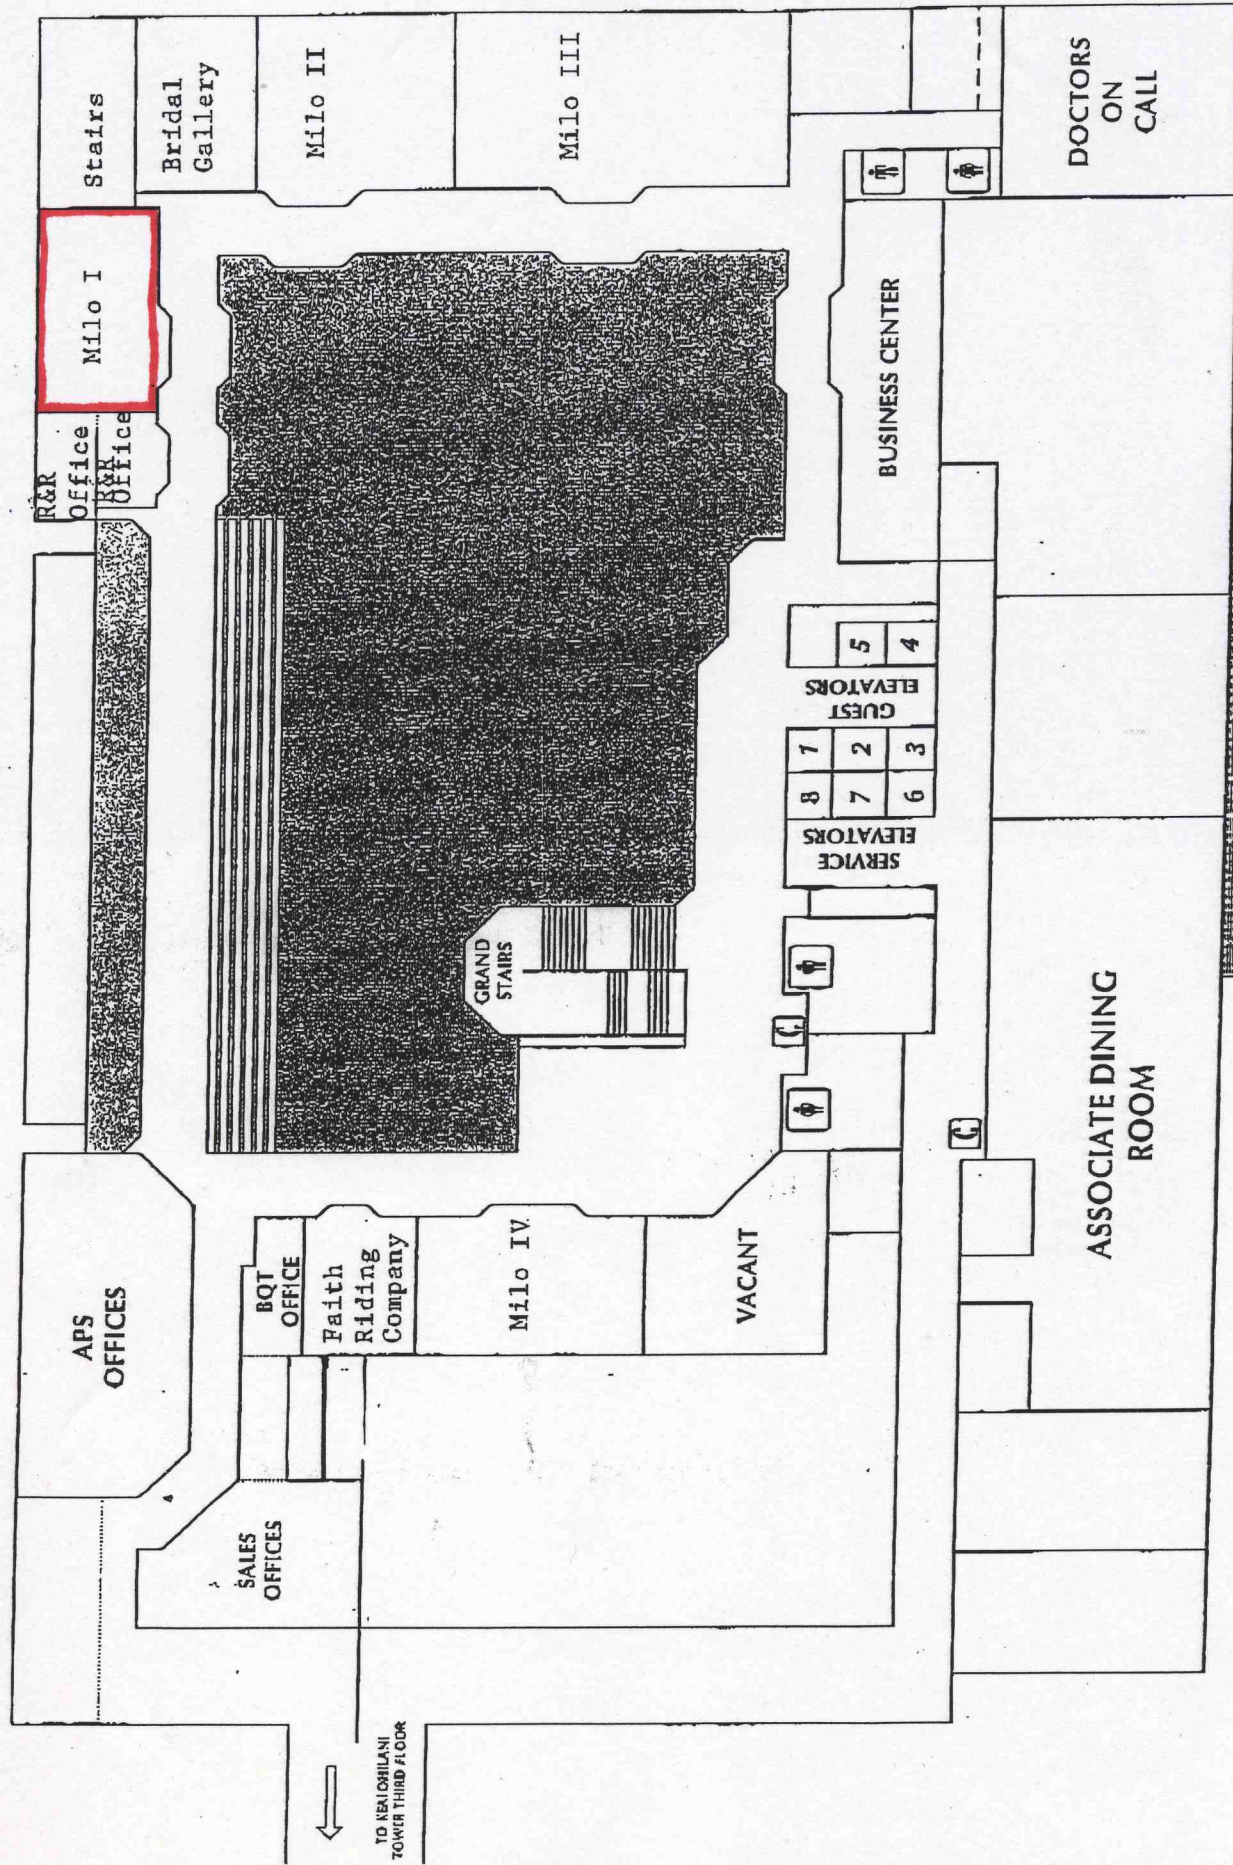 APS
OFFICES
R&R
Office
R&R
Office
Milo I
Stairs
SALES
OFFICES
BQT
OFFICE
Bridal
Gallery
TO KEALOHILANI
TOWER THIRD FLOOR
Faith
Riding
Company
Milo II
Milo IV
GRAND
STAIRS
Milo III
VACANT
SERVICE
ELEVATORS
8
7
6
1
2
3
GUEST
ELEVATORS
5
4
BUSINESS CENTER
ASSOCIATE DINING
ROOM
DOCTORS
ON
CALL